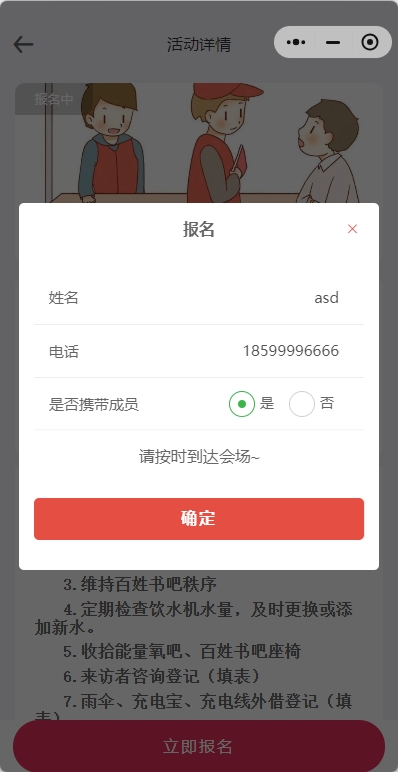 活动详情
报名中
报名
×
姓名 asd
电话 18599996666
是否携带成员 是 否
请按时到达会场~
确定
3.维持百姓书吧秩序
4.定期检查饮水机水量，及时更换或添
加新水。
5.收拾能量氧吧、百姓书吧座椅
6.来访者咨询登记（填表）
7.雨伞、充电宝、充电线外借登记（填
表）
立即报名